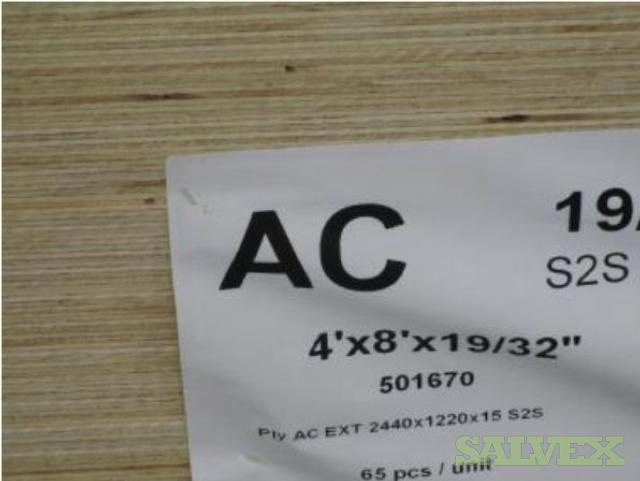 AC
19/
S2S
4'x8'x19/32"
501670
Ply AC EXT 2440x1220x15 S2S
65 pcs / unit
SALVEX